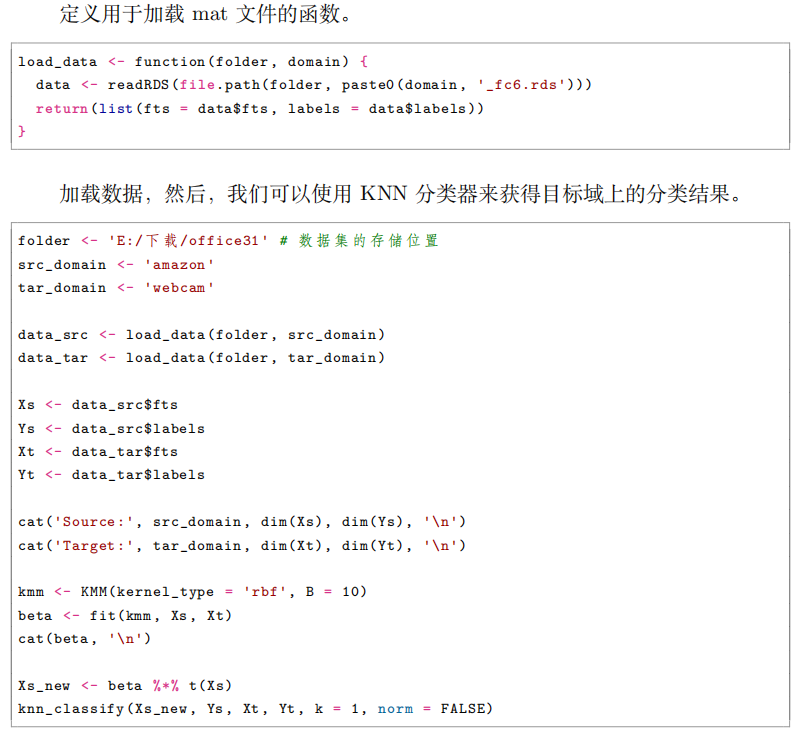 定义用于加载 mat 文件的函数。
load_data <- function(folder, domain) {
  data <- readRDS(file.path(folder, paste0(domain, '_fc6.rds')))
  return(list(fts = data$fts, labels = data$labels))
}
加载数据，然后，我们可以使用 KNN 分类器来获得目标域上的分类结果。
folder <- 'E:/下载/office31' # 数据集的存储位置
src_domain <- 'amazon'
tar_domain <- 'webcam'
data_src <- load_data(folder, src_domain)
data_tar <- load_data(folder, tar_domain)
Xs <- data_src$fts
Ys <- data_src$labels
Xt <- data_tar$fts
Yt <- data_tar$labels
cat('Source:', src_domain, dim(Xs), dim(Ys), '\n')
cat('Target:', tar_domain, dim(Xt), dim(Yt), '\n')
kmm <- KMM(kernel_type = 'rbf', B = 10)
beta <- fit(kmm, Xs, Xt)
cat(beta, '\n')
Xs_new <- beta %*% t(Xs)
knn_classify(Xs_new, Ys, Xt, Yt, k = 1, norm = FALSE)